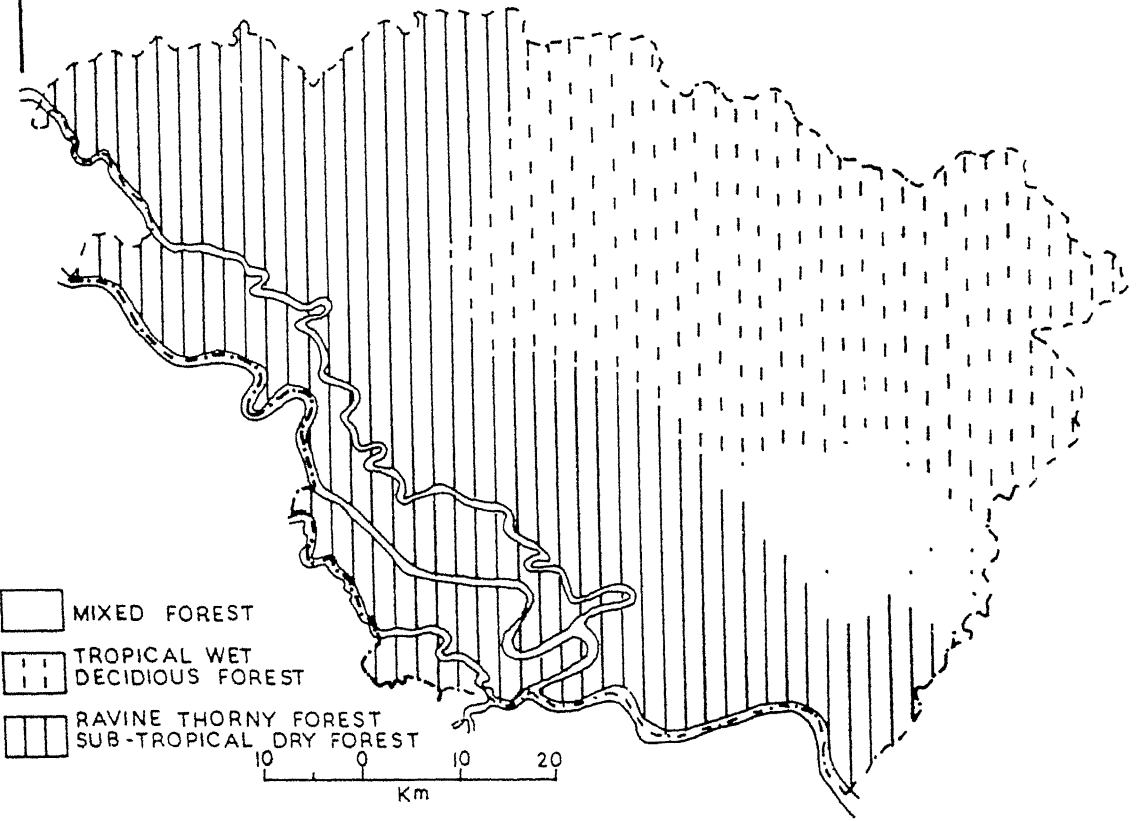 MIXED FOREST
TROPICAL WET
DECIDIOUS FOREST
RAVINE THORNY FOREST
SUB-TROPICAL DRY FOREST
10 0 10 20
Km